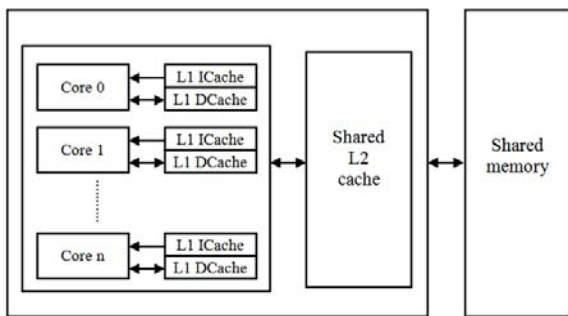 Core 0
L1 ICache
L1 DCache
Core 1
L1 ICache
L1 DCache
Core n
L1 ICache
L1 DCache
Shared
L2
cache
Shared
memory